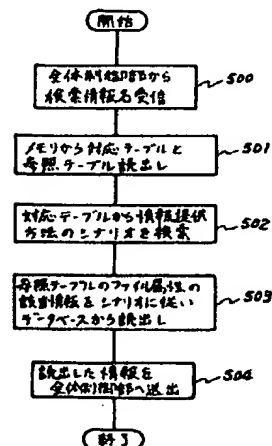 開始
全体制御部から
検索情報名受信
500
メモリから対応テーブルと
参照テーブル読出し
501
対応テーブルから情報提供
方法のシナリオを検索
502
参照テーブルのファイル属性の
該当情報をシナリオに従い
データベースから読出し
503
読出した情報を
全体制御部へ送出
504
終了